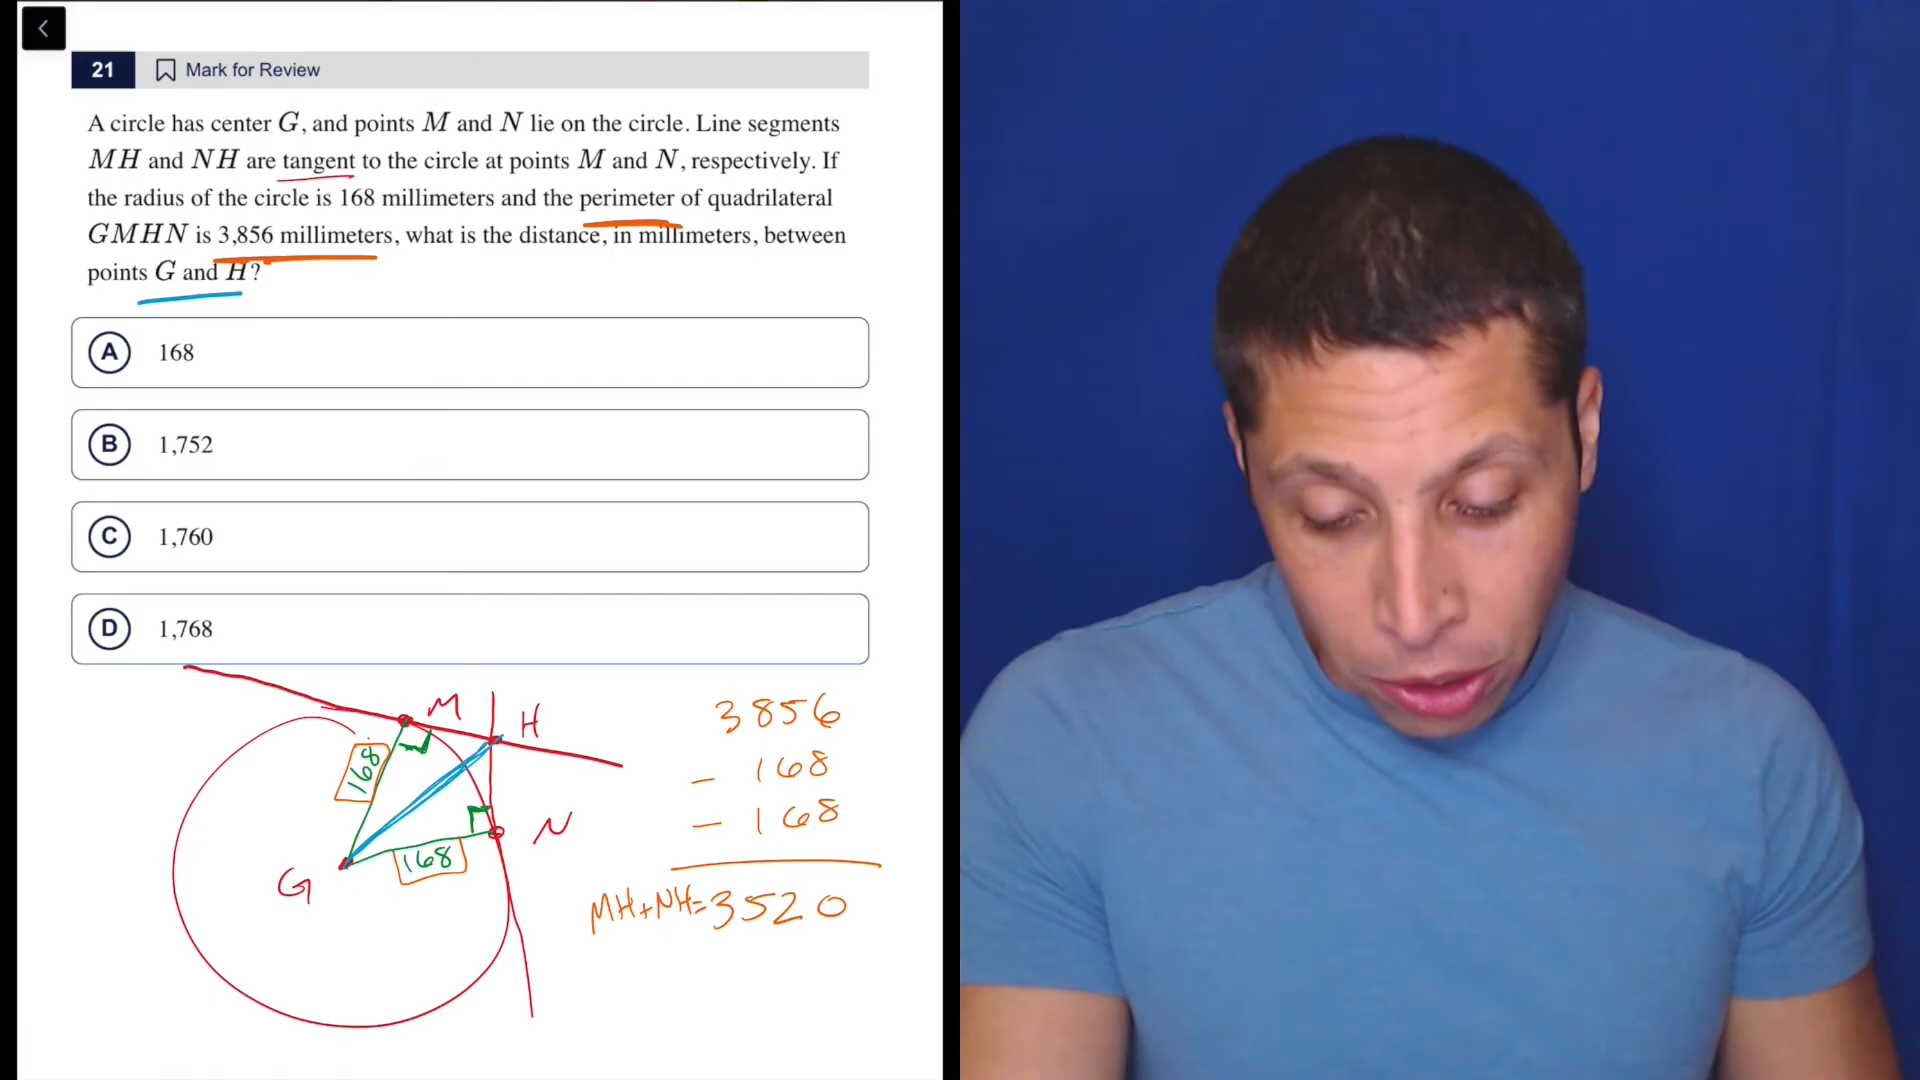 21 Mark for Review
A circle has center G, and points M and N lie on the circle. Line segments
MH and NH are tangent to the circle at points M and N, respectively. If
the radius of the circle is 168 millimeters and the perimeter of quadrilateral
GMHN is 3,856 millimeters, what is the distance, in millimeters, between
points G and H?
A 168
B 1,752
C 1,760
D 1,768
M
H
168
N
168
G
3856
- 168
- 168
MH+NH=3520